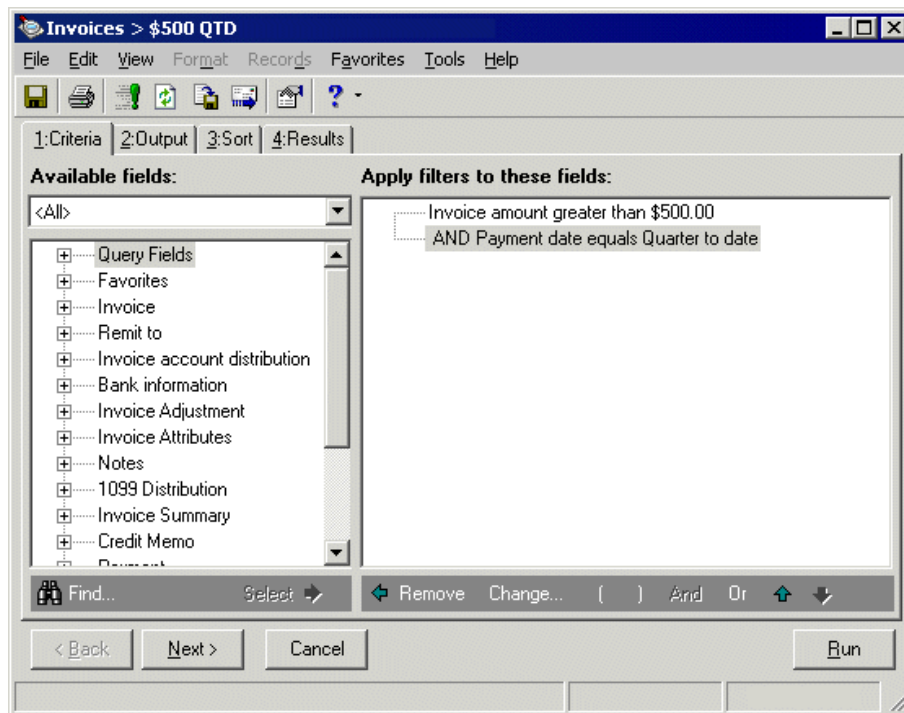 Invoices > $500 QTD
File Edit View Format Records Favorites Tools Help
?
1:Criteria 2:Output 3:Sort 4:Results
Available fields:
<All>
Query Fields
Favorites
Invoice
Remit to
Invoice account distribution
Bank information
Invoice Adjustment
Invoice Attributes
Notes
1099 Distribution
Invoice Summary
Credit Memo
Find... Select
Apply filters to these fields:
Invoice amount greater than $500.00
AND Payment date equals Quarter to date
Remove Change... ( ) And Or
< Back Next > Cancel Run